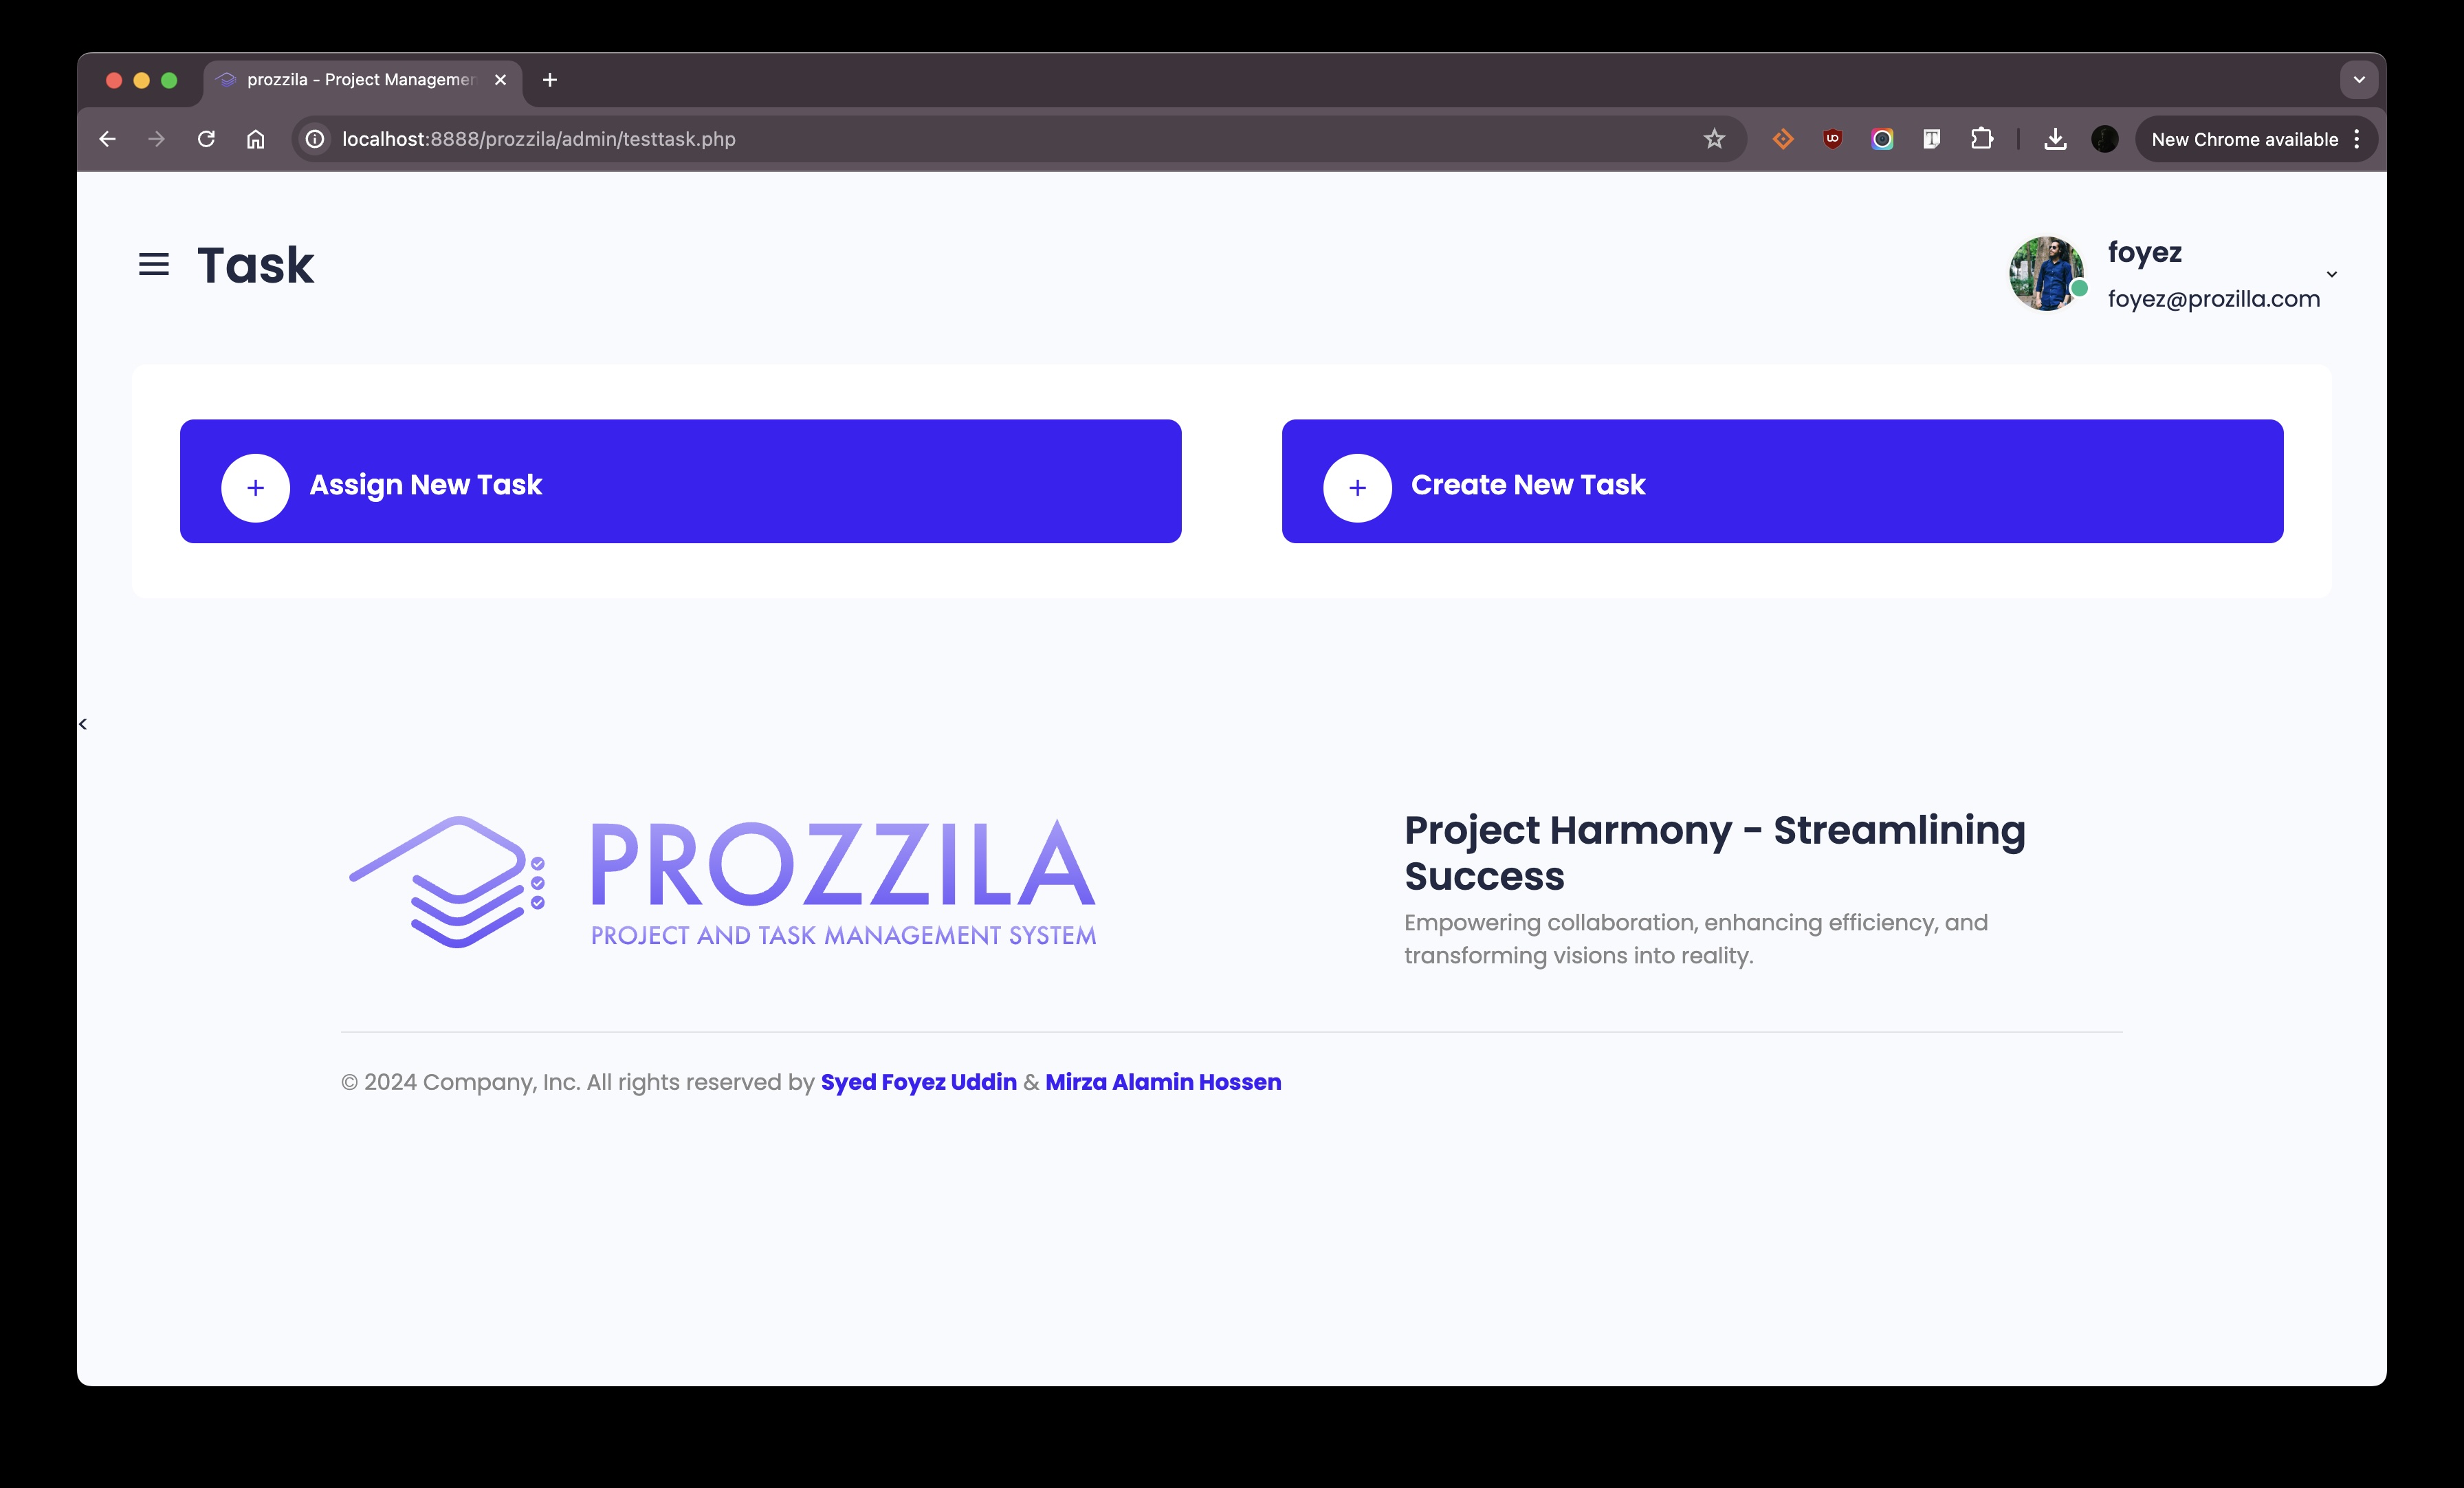 prozzila - Project Managemen
localhost:8888/prozzila/admin/testtask.php
New Chrome available
Task
foyez
foyez@prozilla.com
+ Assign New Task
+ Create New Task
<
PROZZILA
PROJECT AND TASK MANAGEMENT SYSTEM
Project Harmony - Streamlining
Success
Empowering collaboration, enhancing efficiency, and
transforming visions into reality.
© 2024 Company, Inc. All rights reserved by Syed Foyez Uddin & Mirza Alamin Hossen